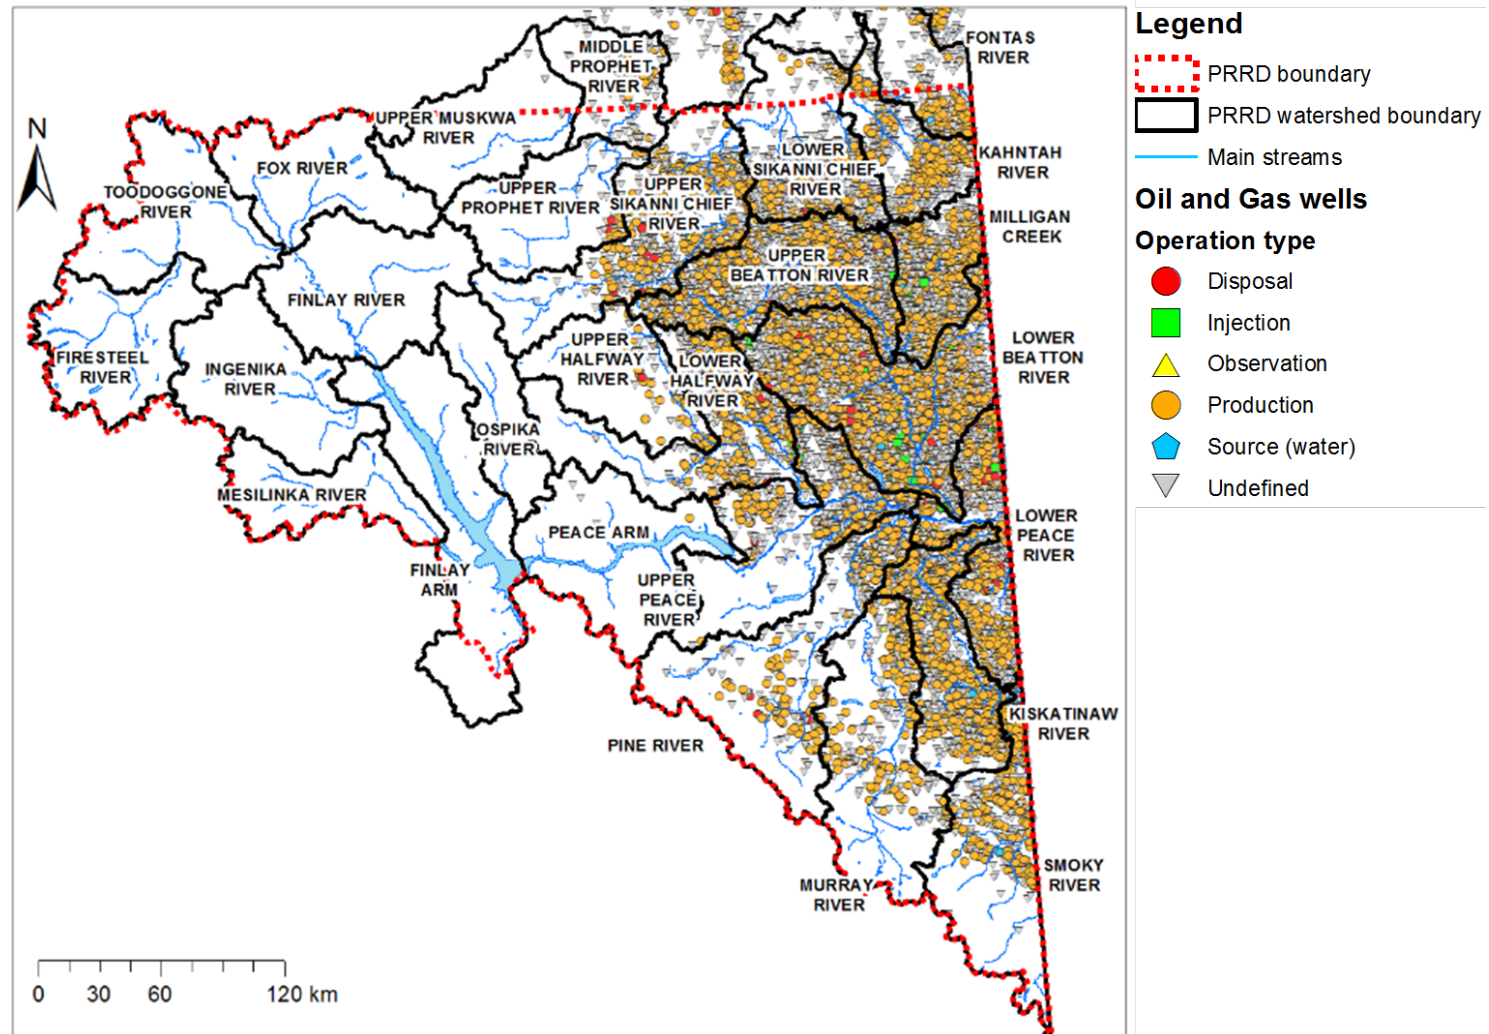 N
MIDDLE
PROPHET
RIVER
FONTAS
RIVER
UPPER MUSKWA
RIVER
FOX RIVER
TOODOGGONE
RIVER
UPPER
PROPHET RIVER
UPPER
SIKANNI CHIEF
RIVER
LOWER
SIKANNI CHIEF
RIVER
KAHNTAH
RIVER
MILLIGAN
CREEK
UPPER
BEATTON RIVER
FINLAY RIVER
FIRESTEEL
RIVER
INGENIKA
RIVER
UPPER
HALFWAY
RIVER
LOWER
HALFWAY
RIVER
LOWER
BEATTON
RIVER
OSPIKA
RIVER
MESILINKA RIVER
PEACE ARM
LOWER
PEACE
RIVER
FINLAY
ARM
UPPER
PEACE
RIVER
KISKATINAW
RIVER
PINE RIVER
MURRAY
RIVER
SMOKY
RIVER
0 30 60 120 km
Legend
PRRD boundary
PRRD watershed boundary
Main streams
Oil and Gas wells
Operation type
Disposal
Injection
Observation
Production
Source (water)
Undefined